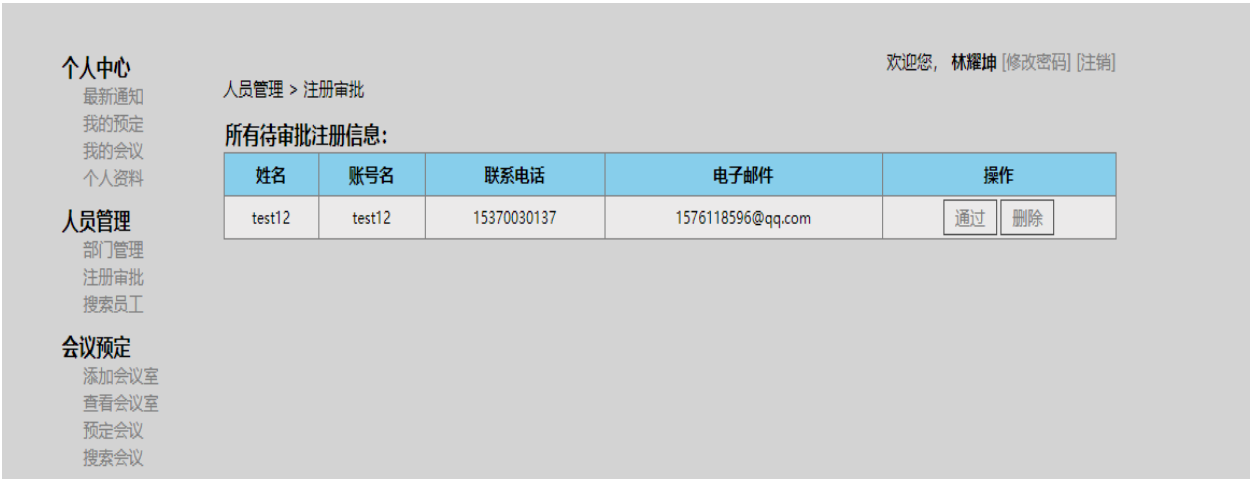 欢迎您, 林耀坤 [修改密码] [注销]
个人中心
最新通知
我的预定
我的会议
个人资料
人员管理
部门管理
注册审批
搜索员工
会议预定
添加会议室
查看会议室
预定会议
搜索会议
人员管理 > 注册审批
所有待审批注册信息:
姓名 账号名 联系电话 电子邮件 操作
test12 test12 15370030137 1576118596@qq.com 通过 删除